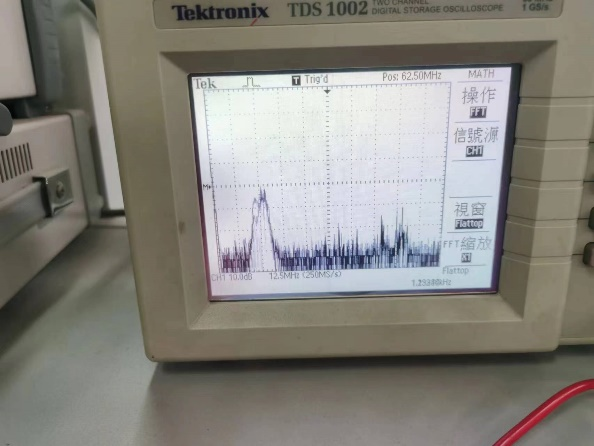 Tektronix TDS 1002 TWO CHANNEL
DIGITAL STORAGE OSCILLOSCOPE
1 GS/s
Tek T Trig'd Pos: 62.50MHz MATH
操作
FFT
信號源
CH1
視窗
Flattop
FFT縮放
X1
CH1 10.0dB 12.5MHz (250MS/s) Flattop